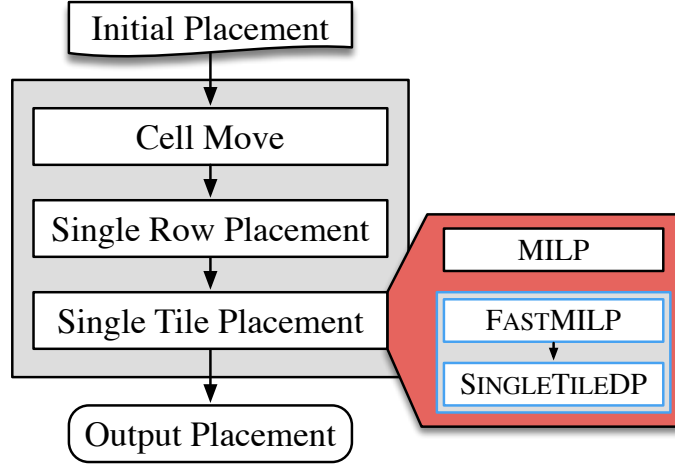 Initial Placement
Cell Move
Single Row Placement
Single Tile Placement
MILP
FASTMILP
SINGLETILEDP
Output Placement